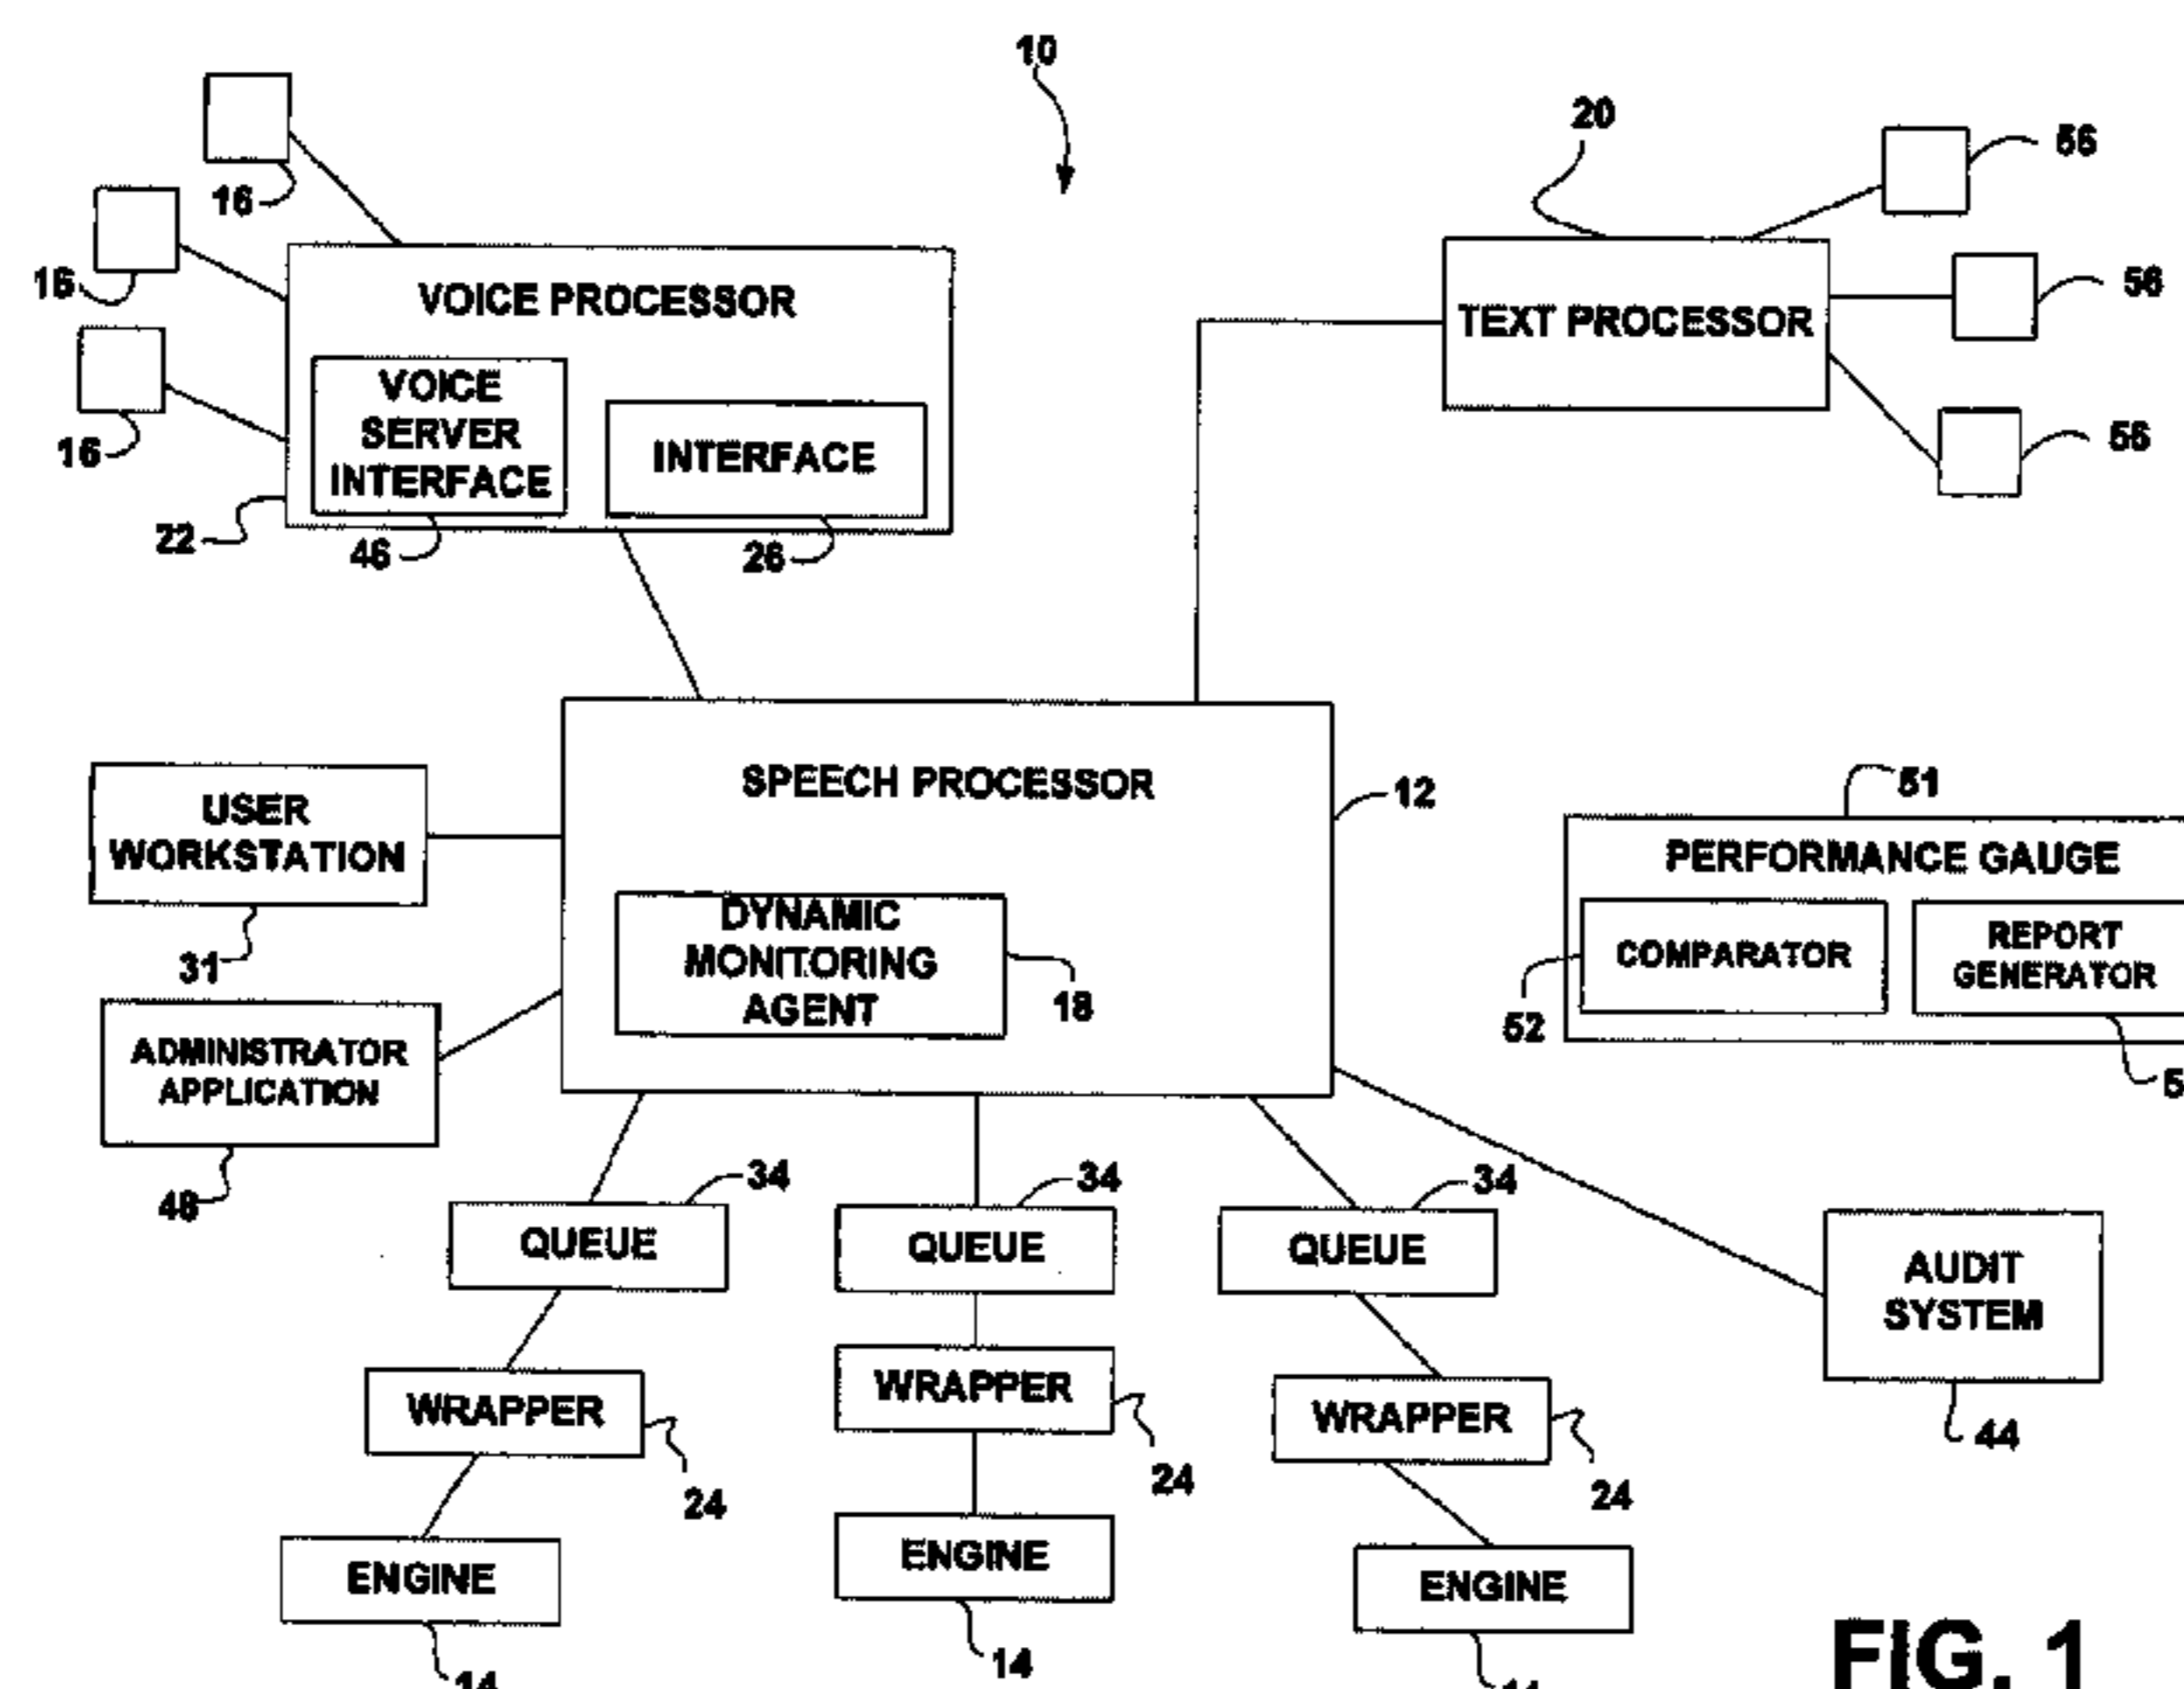 10
20
56
16
16
56
VOICE PROCESSOR
TEXT PROCESSOR
VOICE
SERVER
INTERFACE
INTERFACE
16
56
22
46
26
SPEECH PROCESSOR
12
51
USER
WORKSTATION
PERFORMANCE GAUGE
DYNAMIC
MONITORING
AGENT
COMPARATOR
REPORT
GENERATOR
31
18
52
ADMINISTRATOR
APPLICATION
48
34
34
34
QUEUE
QUEUE
QUEUE
AUDIT
SYSTEM
WRAPPER
WRAPPER
WRAPPER
44
24
24
24
ENGINE
ENGINE
ENGINE
14
14
FIG. 1